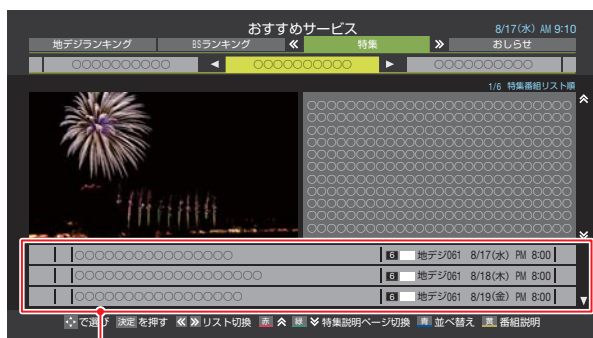 おすすめサービス
8/17(水) AM 9:10
地デジランキング BSランキング « 特集 » おしらせ
○○○○○○○○○○ ◀ ○○○○○○○○○○ ▶ ○○○○○○○○○○
1/6 特集番組リスト順
○○○○○○○○○○○○○○○○○○○○○○○○○
○○○○○○○○○○○○○○○○○○○○○○○○○
○○○○○○○○○○○○○○○○○○○○○○○○○
○○○○○○○○○○○○○○○○○○○○○○○○○
○○○○○○○○○○○○○○○○○○○○○○○○○
○○○○○○○○○○○○○○○○○○○○○○○○○
○○○○○○○○○○○○○○○○○○○○○○○○○
○○○○○○○○○○○○○○○○○○○○○○○○○
○○○○○○○○○○○○○○○○○○○○○○○○○
○○○○○○○○○○○○○○○○○○○○○○○○○
○○○○○○○○○○○○○○○○ 6 地デジ061 8/17(水) PM 8:00
○○○○○○○○○○○○○○○○○○○ 6 地デジ061 8/18(木) PM 8:00
○○○○○○○○○○○○○○○○○ 6 地デジ061 8/19(金) PM 8:00
で選び 決定 を押す «» リスト切換 赤 緑 特集説明ページ切換 青 並べ替え 黄 番組説明